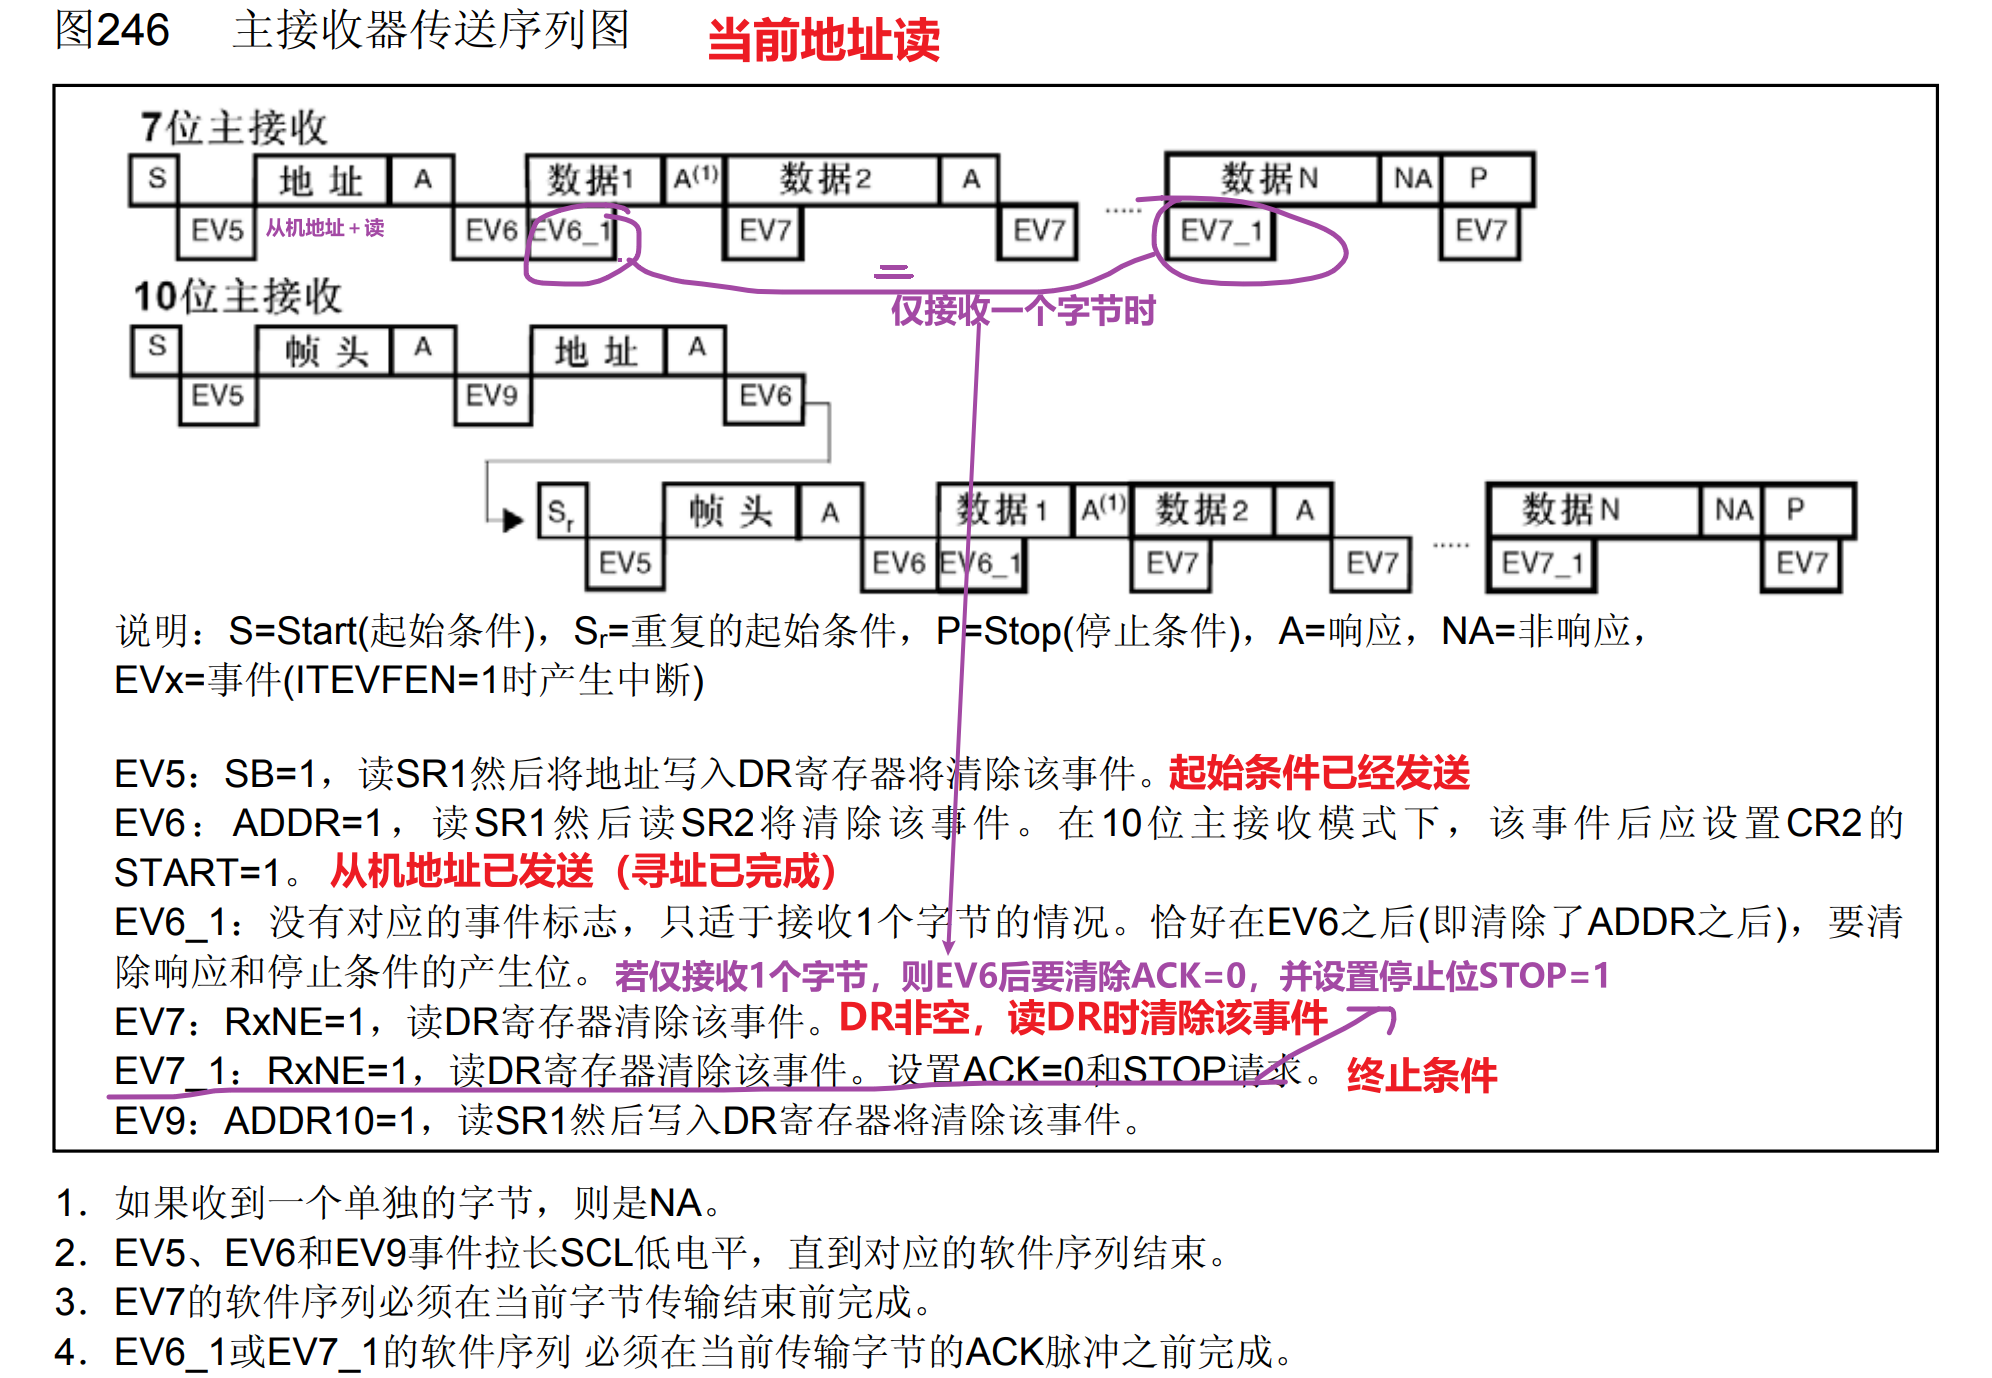 图246 主接收器传送序列图 当前地址读
7位主接收
S 地 址 A 数据1 A(1) 数据2 A 数据N NA P
EV5 从机地址+读 EV6 EV6_1 EV7 EV7 ..... EV7_1 EV7
10位主接收
仅接收一个字节时
S 帧 头 A 地 址 A
EV5 EV9 EV6
Sr 帧 头 A 数据1 A(1) 数据2 A 数据N NA P
EV5 EV6 EV6_1 EV7 EV7 ..... EV7_1 EV7
说明：S=Start(起始条件)，Sr=重复的起始条件，P=Stop(停止条件)，A=响应，NA=非响应，
EVx=事件(ITEVFEN=1时产生中断)
EV5：SB=1，读SR1然后将地址写入DR寄存器将清除该事件。起始条件已经发送
EV6：ADDR=1，读SR1然后读SR2将清除该事件。在10位主接收模式下，该事件后应设置CR2的
START=1。 从机地址已发送（寻址已完成）
EV6_1：没有对应的事件标志，只适于接收1个字节的情况。恰好在EV6之后(即清除了ADDR之后)，要清
除响应和停止条件的产生位。 若仅接收1个字节，则EV6后要清除ACK=0，并设置停止位STOP=1
EV7：RxNE=1，读DR寄存器清除该事件。DR非空，读DR时清除该事件
EV7_1：RxNE=1，读DR寄存器清除该事件。设置ACK=0和STOP请求。 终止条件
EV9：ADDR10=1，读SR1然后写入DR寄存器将清除该事件。
1. 如果收到一个单独的字节，则是NA。
2. EV5、EV6和EV9事件拉长SCL低电平，直到对应的软件序列结束。
3. EV7的软件序列必须在当前字节传输结束前完成。
4. EV6_1或EV7_1的软件序列 必须在当前传输字节的ACK脉冲之前完成。